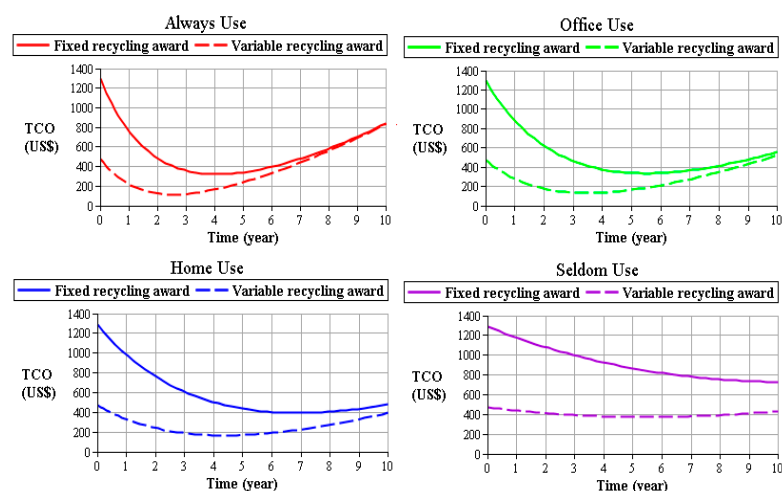 Always Use
Fixed recycling award Variable recycling award
1400
1200
1000
800
600
400
200
0
TCO
(US$)
0 1 2 3 4 5 6 7 8 9 10
Time (year)
Office Use
Fixed recycling award Variable recycling award
1400
1200
1000
800
600
400
200
0
TCO
(US$)
0 1 2 3 4 5 6 7 8 9 10
Time (year)
Home Use
Fixed recycling award Variable recycling award
1400
1200
1000
800
600
400
200
0
TCO
(US$)
0 1 2 3 4 5 6 7 8 9 10
Time (year)
Seldom Use
Fixed recycling award Variable recycling award
1400
1200
1000
800
600
400
200
0
TCO
(US$)
0 1 2 3 4 5 6 7 8 9 10
Time (year)